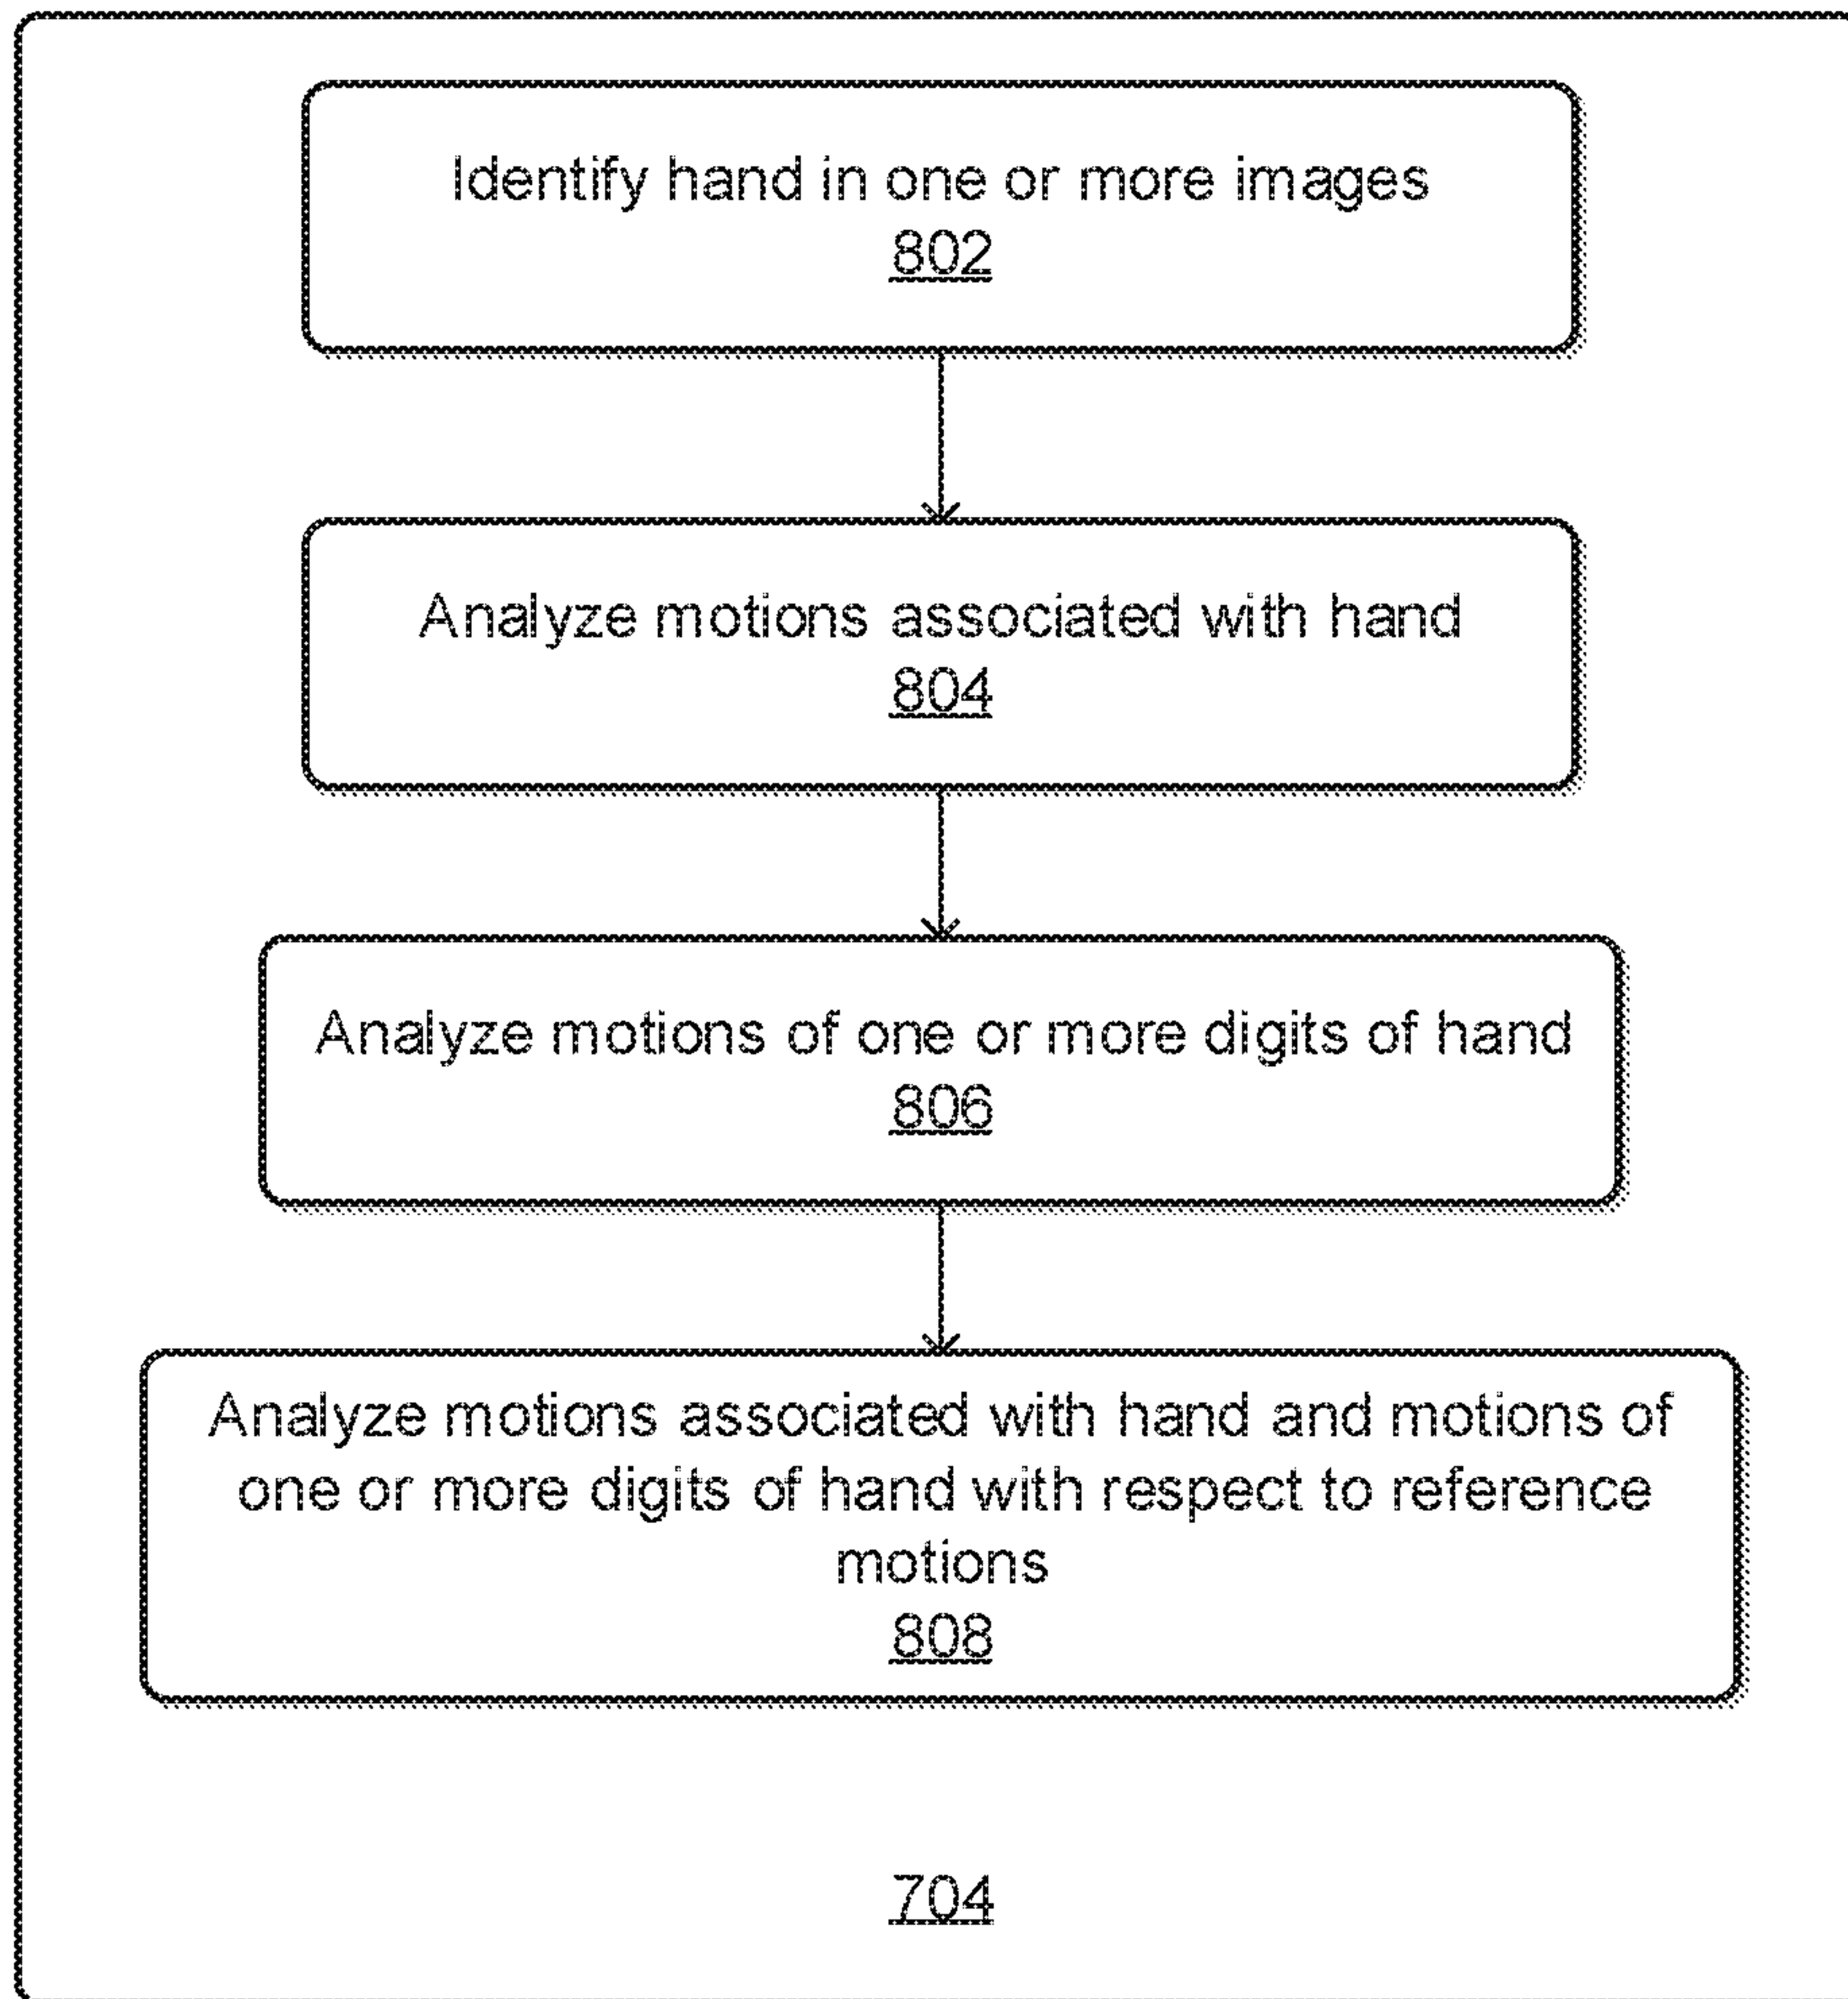 Identify hand in one or more images
802
Analyze motions associated with hand
804
Analyze motions of one or more digits of hand
806
Analyze motions associated with hand and motions of
one or more digits of hand with respect to reference
motions
808
704